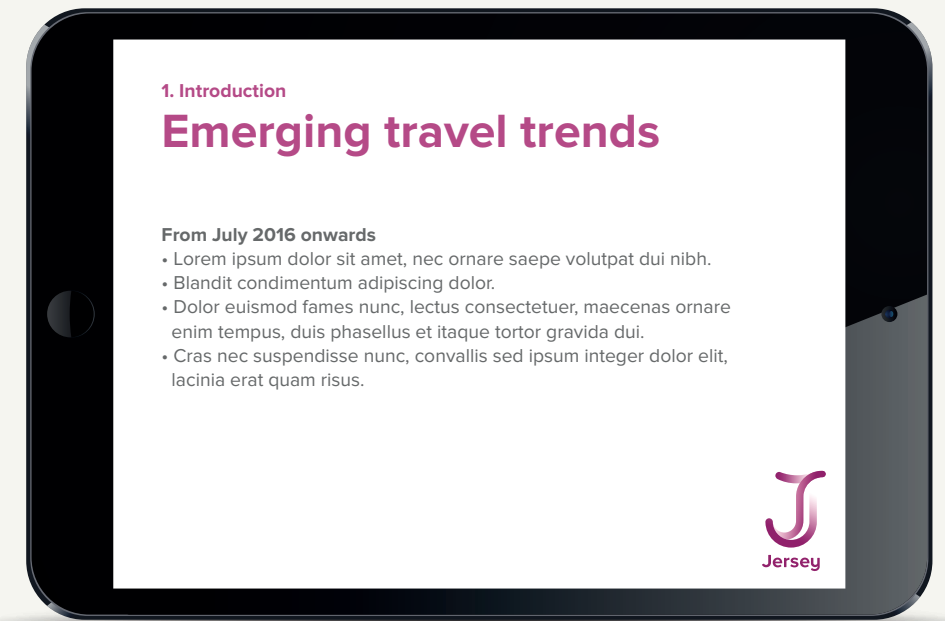 1. Introduction
Emerging travel trends
From July 2016 onwards
• Lorem ipsum dolor sit amet, nec ornare saepe volutpat dui nibh.
• Blandit condimentum adipiscing dolor.
• Dolor euismod fames nunc, lectus consectetuer, maecenas ornare
enim tempus, duis phasellus et itaque tortor gravida dui.
• Cras nec suspendisse nunc, convallis sed ipsum integer dolor elit,
lacinia erat quam risus.
Jersey